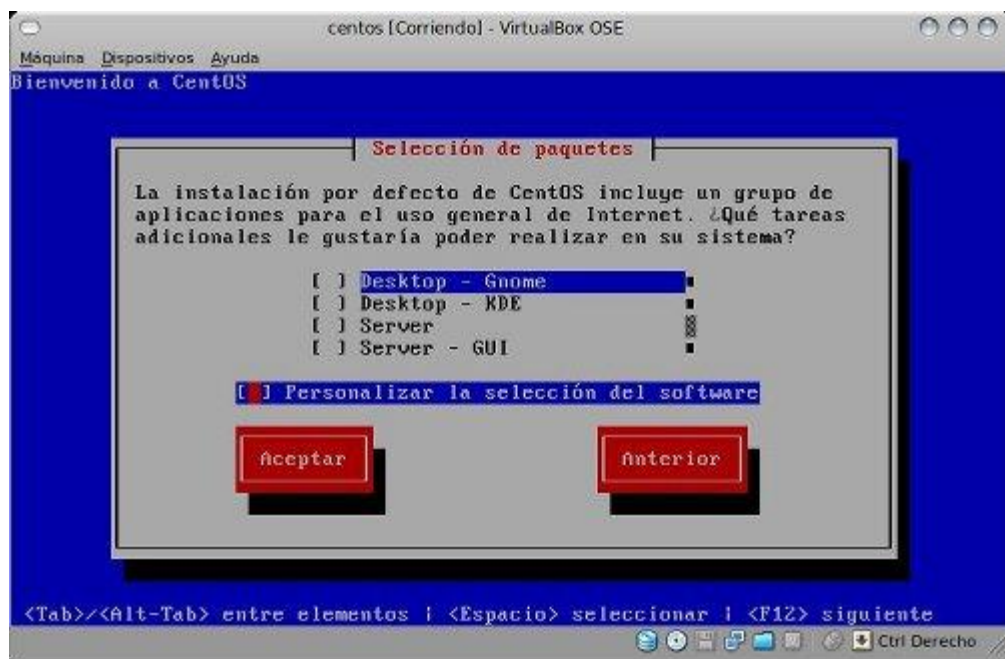 centos [Corriendo] - VirtualBox OSE
Máquina Dispositivos Ayuda
Bienvenido a CentOS
Selección de paquetes
La instalación por defecto de CentOS incluye un grupo de
aplicaciones para el uso general de Internet. ¿Qué tareas
adicionales le gustaría poder realizar en su sistema?
[ ] Desktop - Gnome
[ ] Desktop - KDE
[ ] Server
[ ] Server - GUI
[ ] Personalizar la selección del software
Aceptar Anterior
<Tab>/<Alt-Tab> entre elementos | <Espacio> seleccionar | <F12> siguiente
Ctrl Derecho